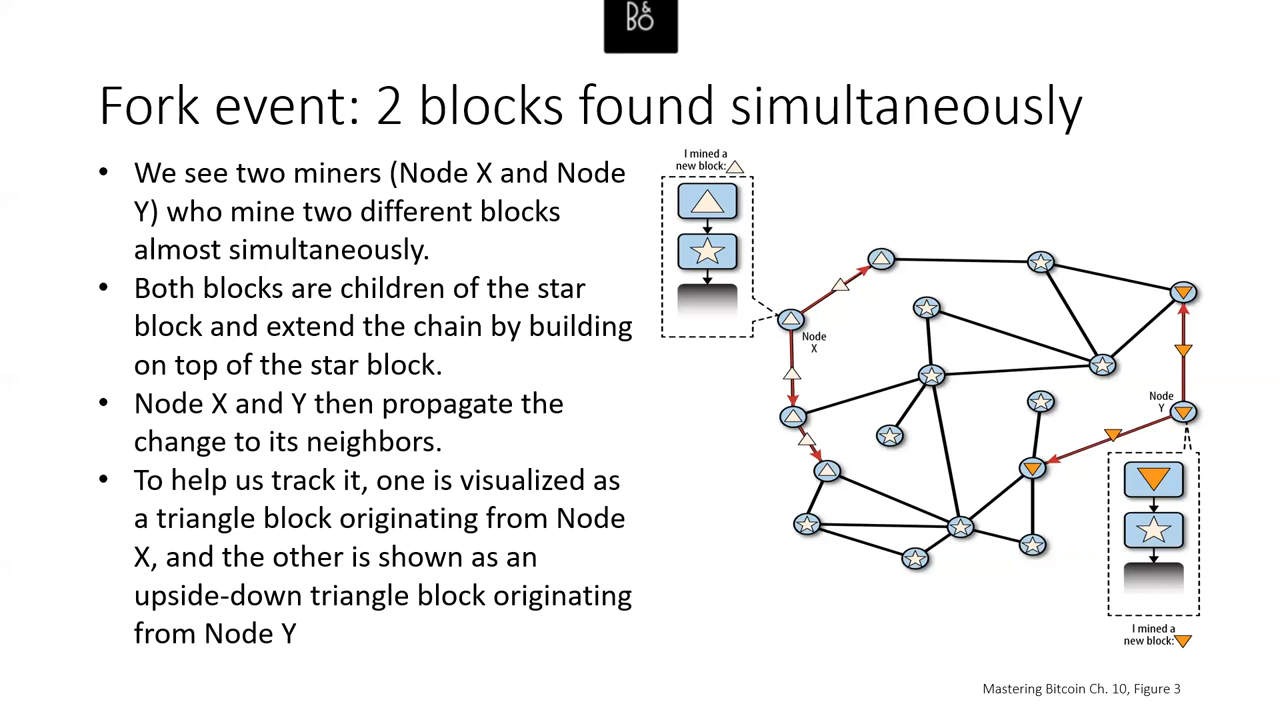 D&
BO
Fork event: 2 blocks found simultaneously
• We see two miners (Node X and Node
Y) who mine two different blocks
almost simultaneously.
• Both blocks are children of the star
block and extend the chain by building
on top of the star block.
• Node X and Y then propagate the
change to its neighbors.
• To help us track it, one is visualized as
a triangle block originating from Node
X, and the other is shown as an
upside-down triangle block originating
from Node Y
I mined a
new block:
Node
X
Node
Y
I mined a
new block:
Mastering Bitcoin Ch. 10, Figure 3